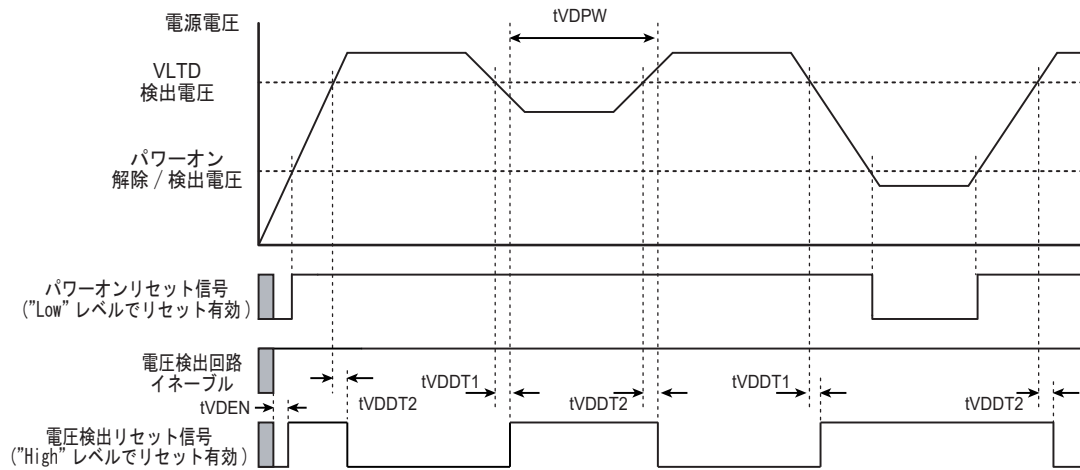 電源電圧
tVDPW
VLTD
検出電圧
パワーオン
解除 / 検出電圧
パワーオンリセット信号
("Low" レベルでリセット有効)
電圧検出回路
イネーブル
tVDEN
tVDDT2
tVDDT1
tVDDT2
tVDDT1
tVDDT2
電圧検出リセット信号
("High" レベルでリセット有効)